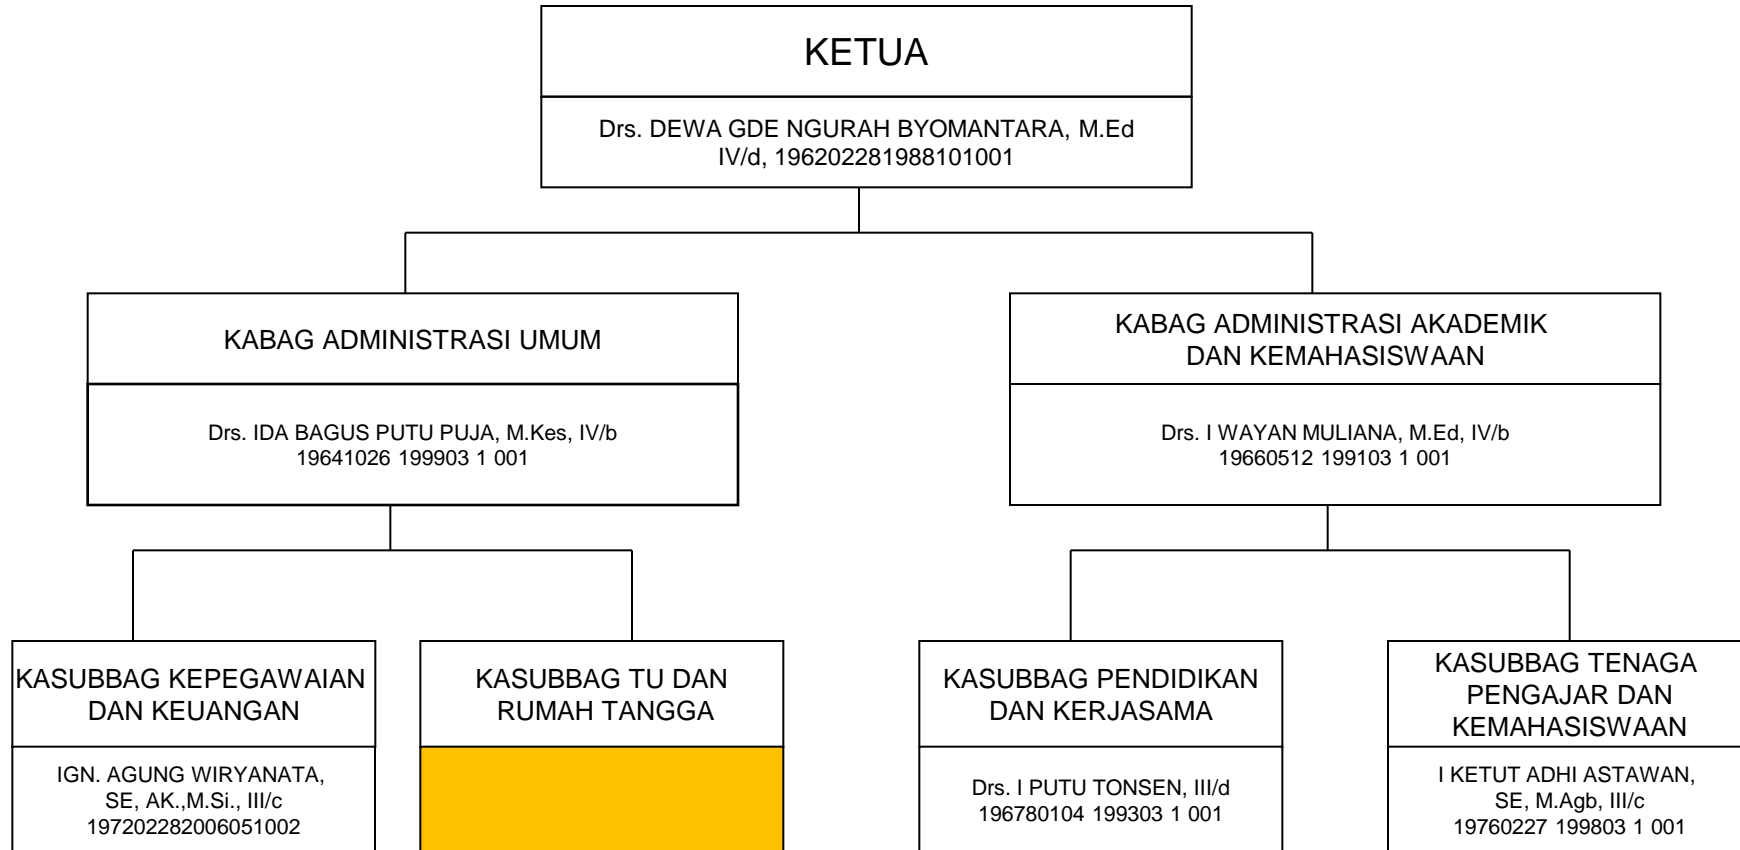 KETUA
Drs. DEWA GDE NGURAH BYOMANTARA, M.Ed
IV/d, 196202281988101001
KABAG ADMINISTRASI UMUM
Drs. IDA BAGUS PUTU PUJA, M.Kes, IV/b
19641026 199903 1 001
KABAG ADMINISTRASI AKADEMIK
DAN KEMAHASISWAAN
Drs. I WAYAN MULIANA, M.Ed, IV/b
19660512 199103 1 001
KASUBBAG KEPEGAWAIAN
DAN KEUANGAN
IGN. AGUNG WIRYANATA,
SE, AK.,M.Si., III/c
197202282006051002
KASUBBAG TU DAN
RUMAH TANGGA
KASUBBAG PENDIDIKAN
DAN KERJASAMA
Drs. I PUTU TONSEN, III/d
196780104 199303 1 001
KASUBBAG TENAGA
PENGAJAR DAN
KEMAHASISWAAN
I KETUT ADHI ASTAWAN,
SE, M.Agb, III/c
19760227 199803 1 001